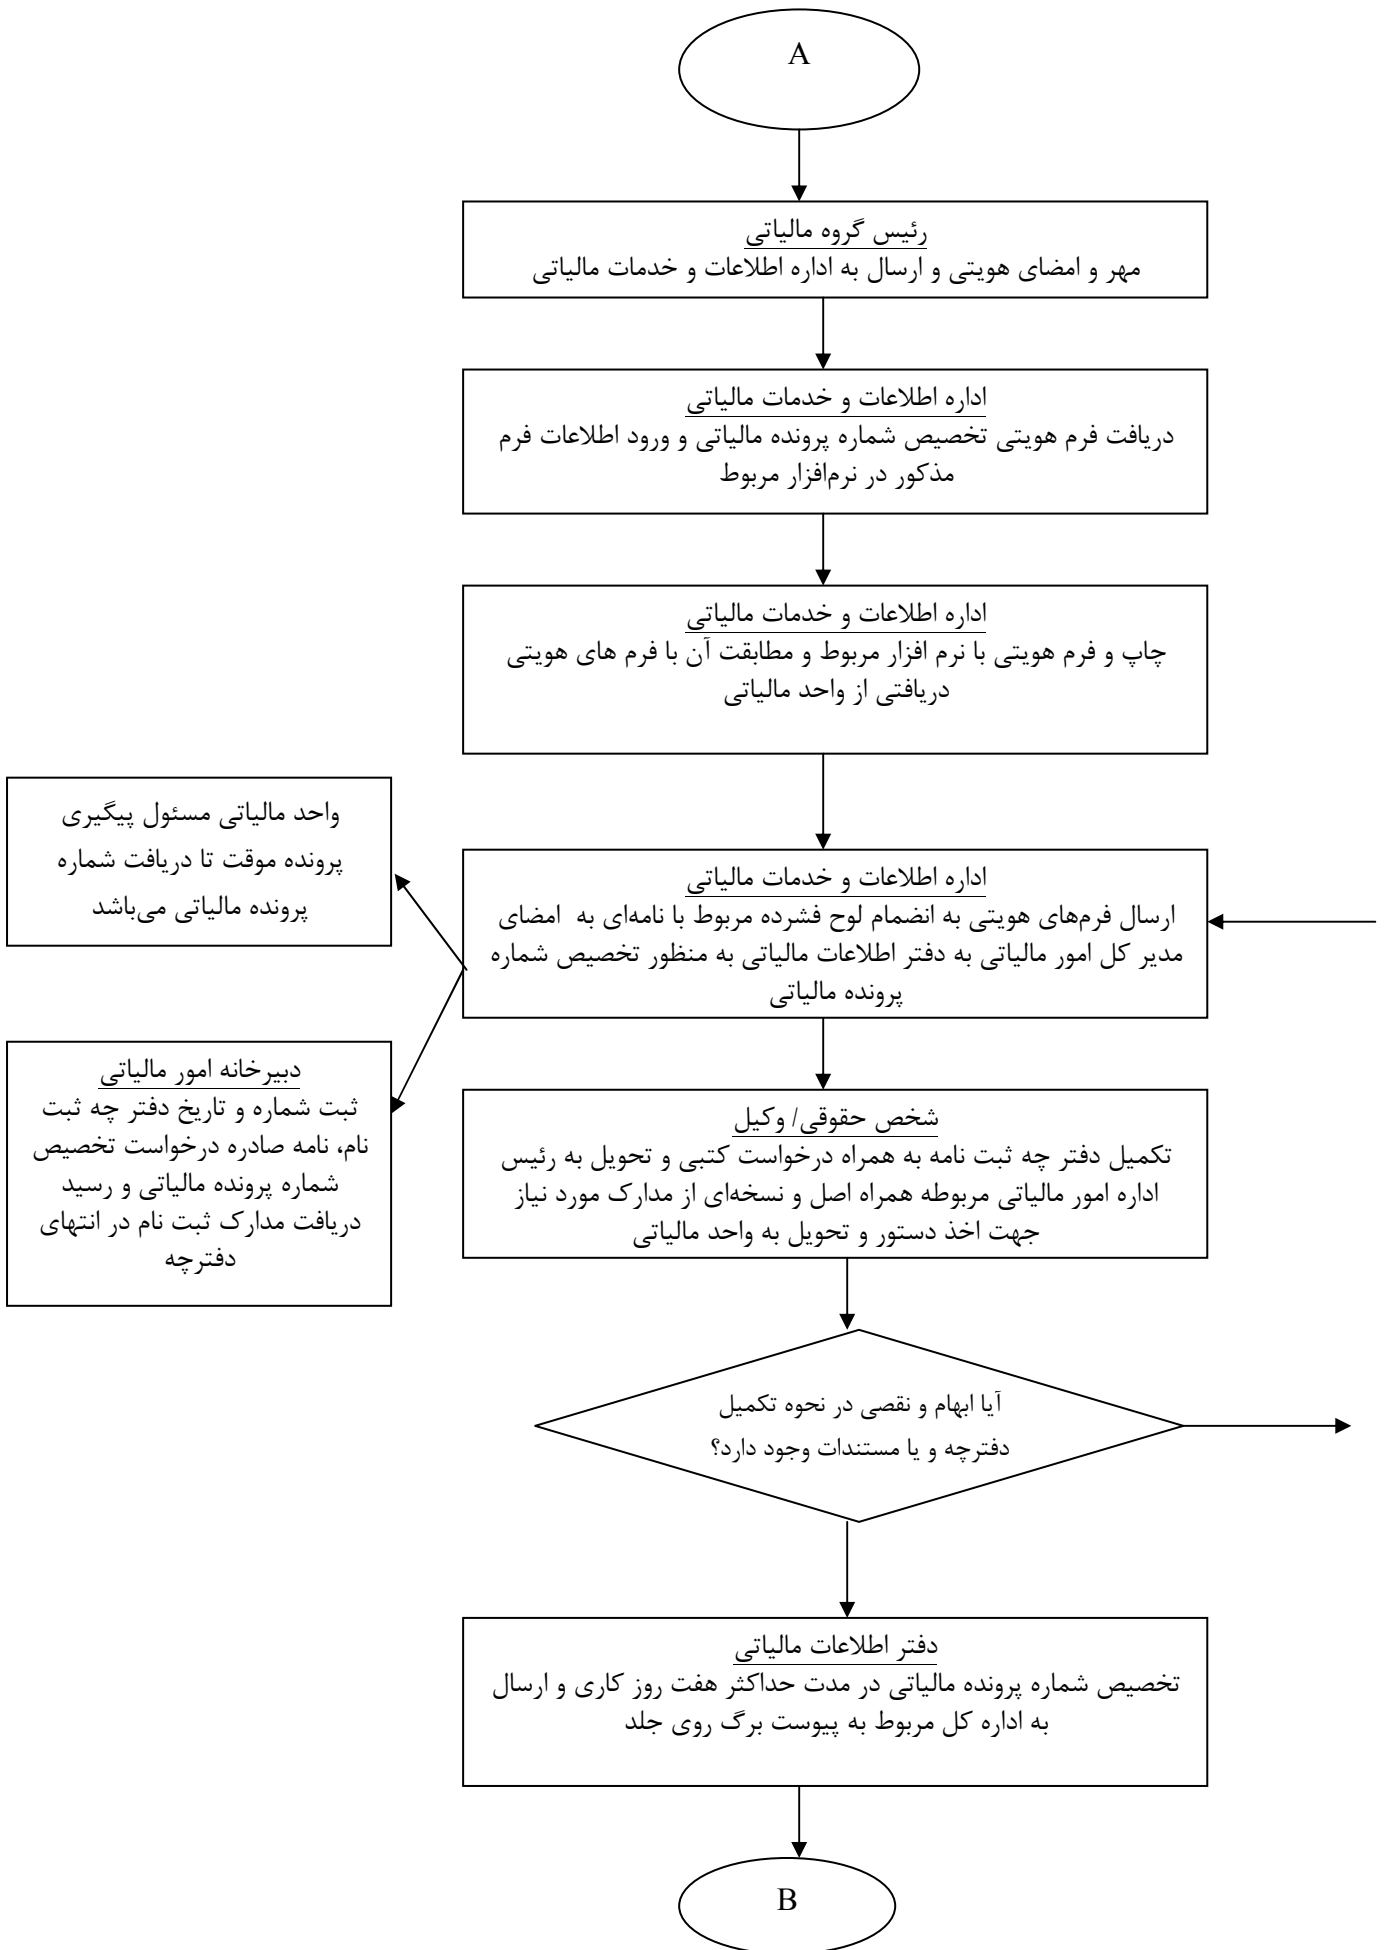 A
رئیس گروه مالیاتی
مهر و امضای هویتی و ارسال به اداره اطلاعات و خدمات مالیاتی
اداره اطلاعات و خدمات مالیاتی
دریافت فرم هویتی تخصیص شماره پرونده مالیاتی و ورود اطلاعات فرم
مذکور در نرم‌افزار مربوط
اداره اطلاعات و خدمات مالیاتی
چاپ و فرم هویتی با نرم افزار مربوط و مطابقت آن با فرم های هویتی
دریافتی از واحد مالیاتی
واحد مالیاتی مسئول پیگیری
پرونده موقت تا دریافت شماره
پرونده مالیاتی می‌باشد
اداره اطلاعات و خدمات مالیاتی
ارسال فرم‌های هویتی به انضمام لوح فشرده مربوط با نامه‌ای به امضای
مدیر کل امور مالیاتی به دفتر اطلاعات مالیاتی به منظور تخصیص شماره
پرونده مالیاتی
دبیرخانه امور مالیاتی
ثبت شماره و تاریخ دفتر چه ثبت
نام، نامه صادره درخواست تخصیص
شماره پرونده مالیاتی و رسید
دریافت مدارک ثبت نام در انتهای
دفترچه
شخص حقوقی/ وکیل
تکمیل دفتر چه ثبت نامه به همراه درخواست کتبی و تحویل به رئیس
اداره امور مالیاتی مربوطه همراه اصل و نسخه‌ای از مدارک مورد نیاز
جهت اخذ دستور و تحویل به واحد مالیاتی
آیا ابهام و نقصی در نحوه تکمیل
دفترچه و یا مستندات وجود دارد؟
دفتر اطلاعات مالیاتی
تخصیص شماره پرونده مالیاتی در مدت حداکثر هفت روز کاری و ارسال
به اداره کل مربوط به پیوست برگ روی جلد
B